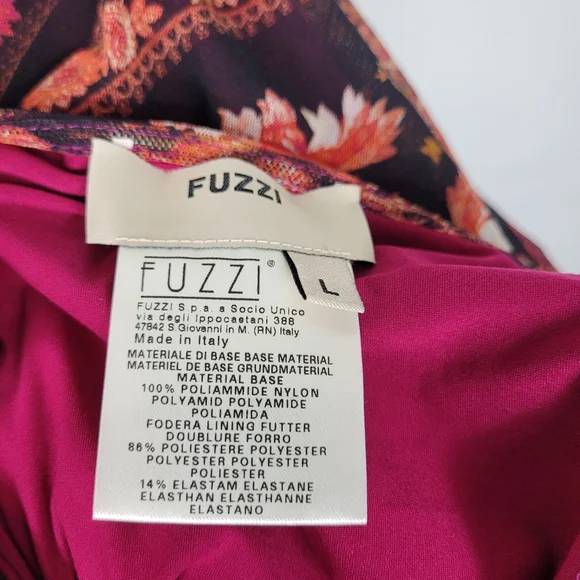 FUZZI
FUZZI®
L
FUZZI S.p.a. a Socio Unico
via degli Ippocastani 388
47842 S.Giovanni in M. (RN) Italy
Made in Italy
MATERIALE DI BASE BASE MATERIAL
MATERIEL DE BASE GRUNDMATERIAL
MATERIAL BASE
100% POLIAMMIDE NYLON
POLYAMID POLYAMIDE
POLIAMIDA
FODERA LINING FUTTER
DOUBLURE FORRO
86% POLIESTERE POLYESTER
POLYESTER POLYESTER
POLIESTER
14% ELASTAM ELASTANE
ELASTHAN ELASTHANNE
ELASTANO